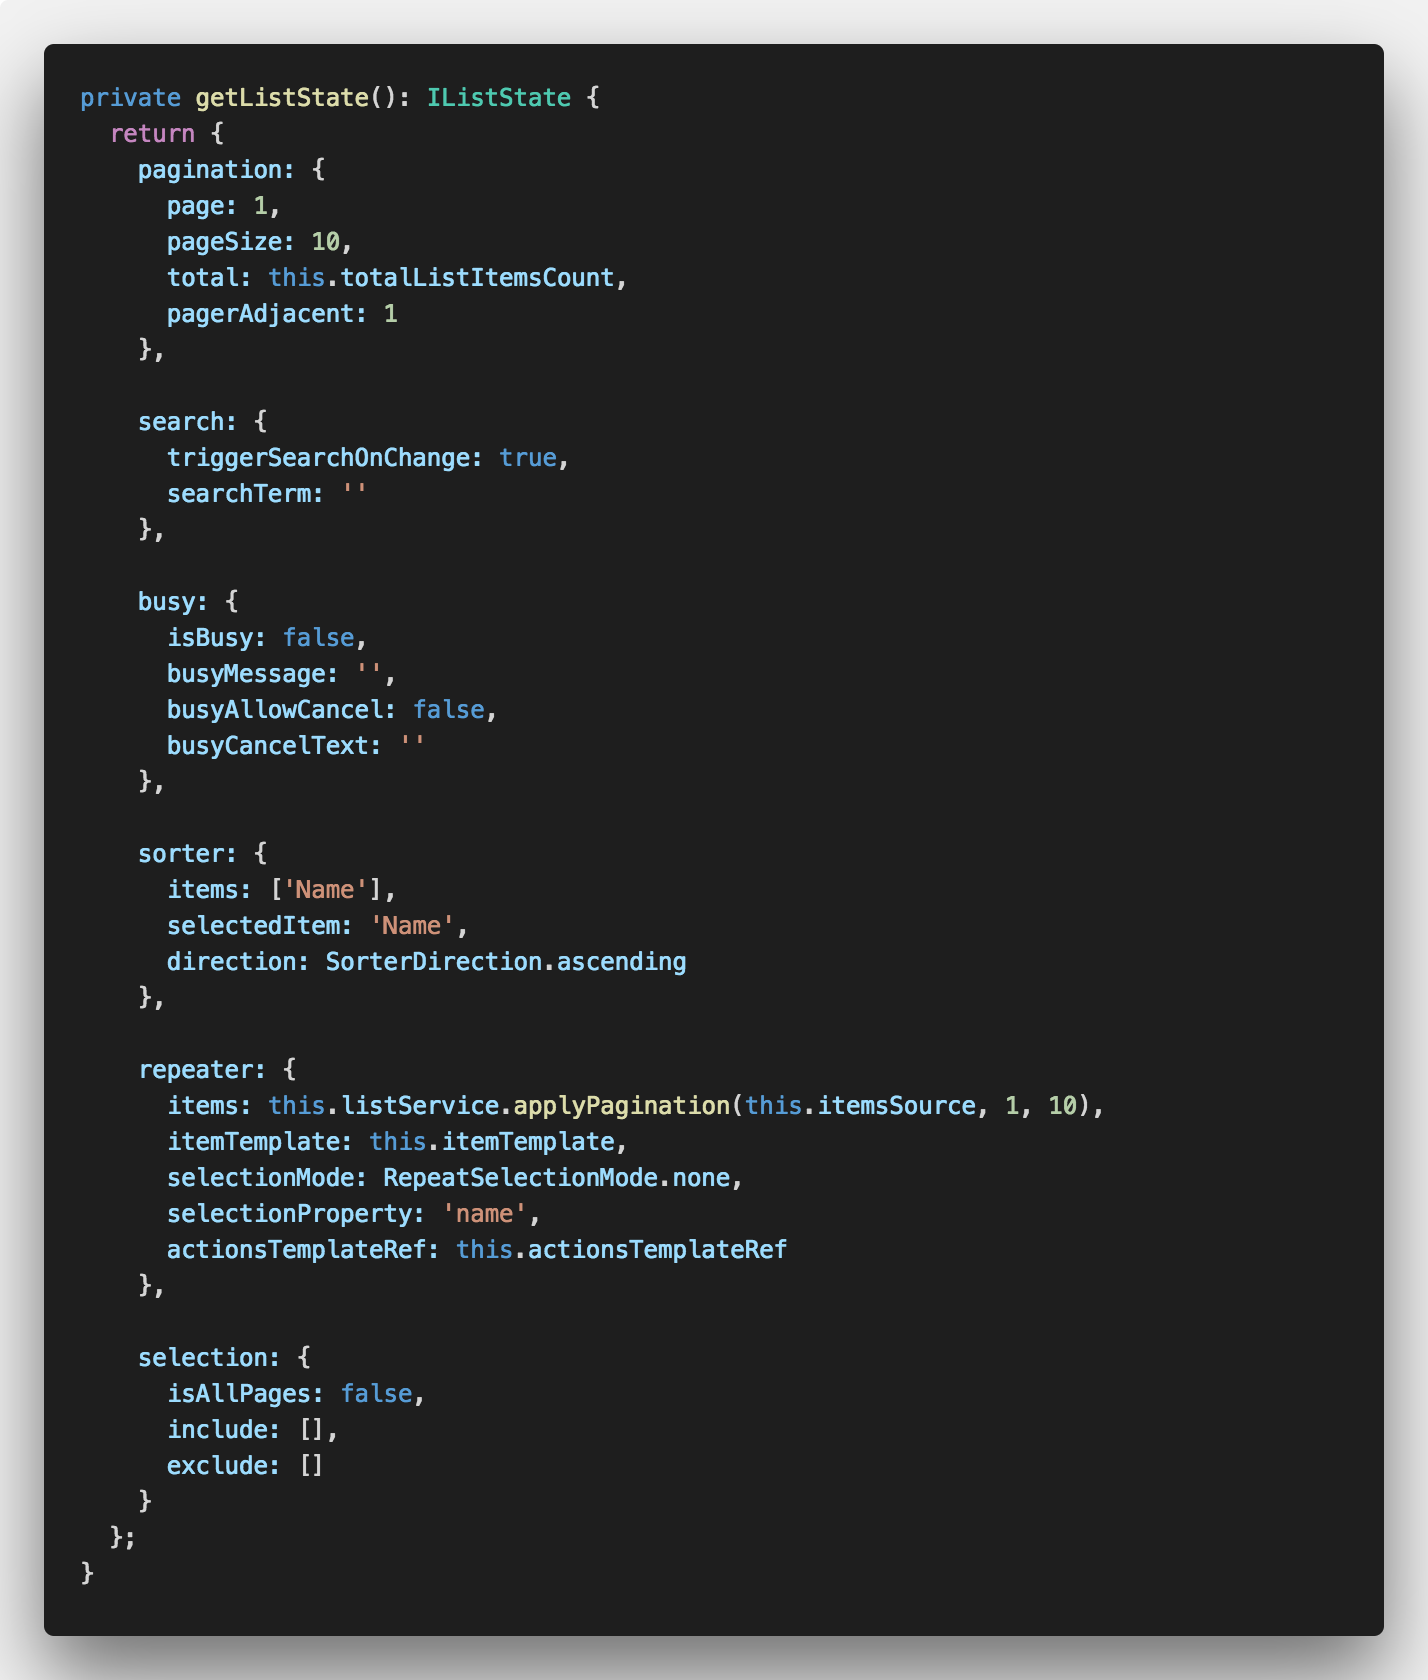 private getListState(): IListState {
  return {
    pagination: {
      page: 1,
      pageSize: 10,
      total: this.totalListItemsCount,
      pagerAdjacent: 1
    },

    search: {
      triggerSearchOnChange: true,
      searchTerm: ''
    },

    busy: {
      isBusy: false,
      busyMessage: '',
      busyAllowCancel: false,
      busyCancelText: ''
    },

    sorter: {
      items: ['Name'],
      selectedItem: 'Name',
      direction: SorterDirection.ascending
    },

    repeater: {
      items: this.listService.applyPagination(this.itemsSource, 1, 10),
      itemTemplate: this.itemTemplate,
      selectionMode: RepeatSelectionMode.none,
      selectionProperty: 'name',
      actionsTemplateRef: this.actionsTemplateRef
    },

    selection: {
      isAllPages: false,
      include: [],
      exclude: []
    }
  };
}